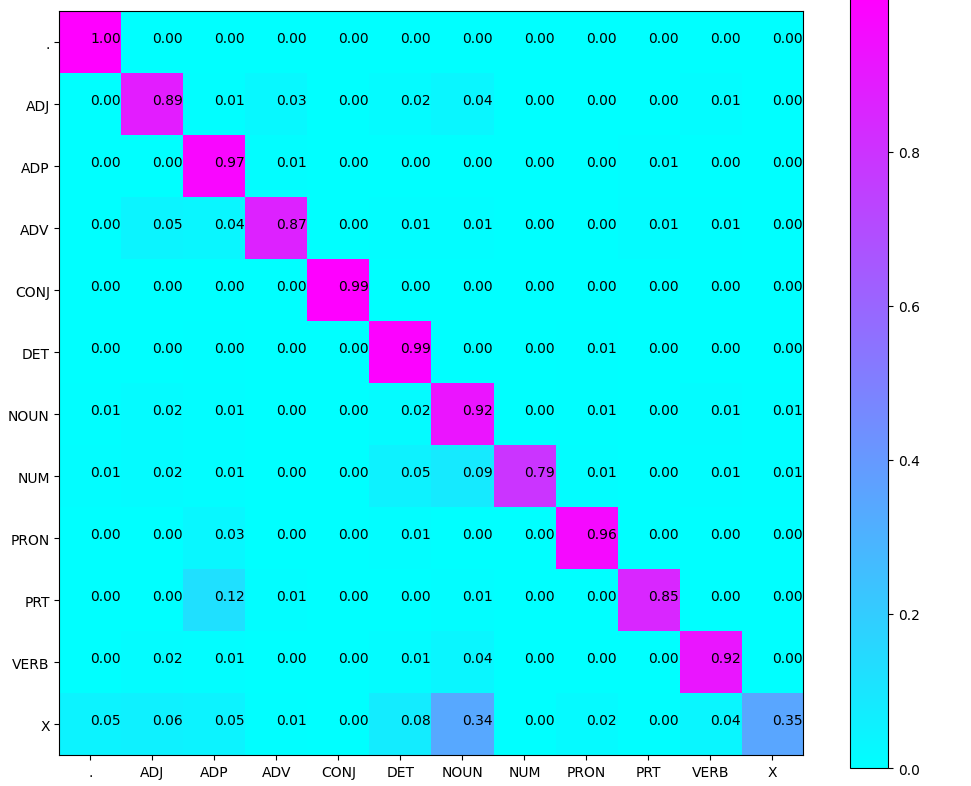 . 1.00 0.00 0.00 0.00 0.00 0.00 0.00 0.00 0.00 0.00 0.00 0.00
ADJ 0.00 0.89 0.01 0.03 0.00 0.02 0.04 0.00 0.00 0.00 0.01 0.00
0.8
ADP 0.00 0.00 0.97 0.01 0.00 0.00 0.00 0.00 0.00 0.01 0.00 0.00
ADV 0.00 0.05 0.04 0.87 0.00 0.01 0.01 0.00 0.00 0.01 0.01 0.00
CONJ 0.00 0.00 0.00 0.00 0.99 0.00 0.00 0.00 0.00 0.00 0.00 0.00
0.6
DET 0.00 0.00 0.00 0.00 0.00 0.99 0.00 0.00 0.01 0.00 0.00 0.00
NOUN 0.01 0.02 0.01 0.00 0.00 0.02 0.92 0.00 0.01 0.00 0.01 0.01
0.4
NUM 0.01 0.02 0.01 0.00 0.00 0.05 0.09 0.79 0.01 0.00 0.01 0.01
PRON 0.00 0.00 0.03 0.00 0.00 0.01 0.00 0.00 0.96 0.00 0.00 0.00
PRT 0.00 0.00 0.12 0.01 0.00 0.00 0.01 0.00 0.00 0.85 0.00 0.00
0.2
VERB 0.00 0.02 0.01 0.00 0.00 0.01 0.04 0.00 0.00 0.00 0.92 0.00
X 0.05 0.06 0.05 0.01 0.00 0.08 0.34 0.00 0.02 0.00 0.04 0.35
0.0
. ADJ ADP ADV CONJ DET NOUN NUM PRON PRT VERB X